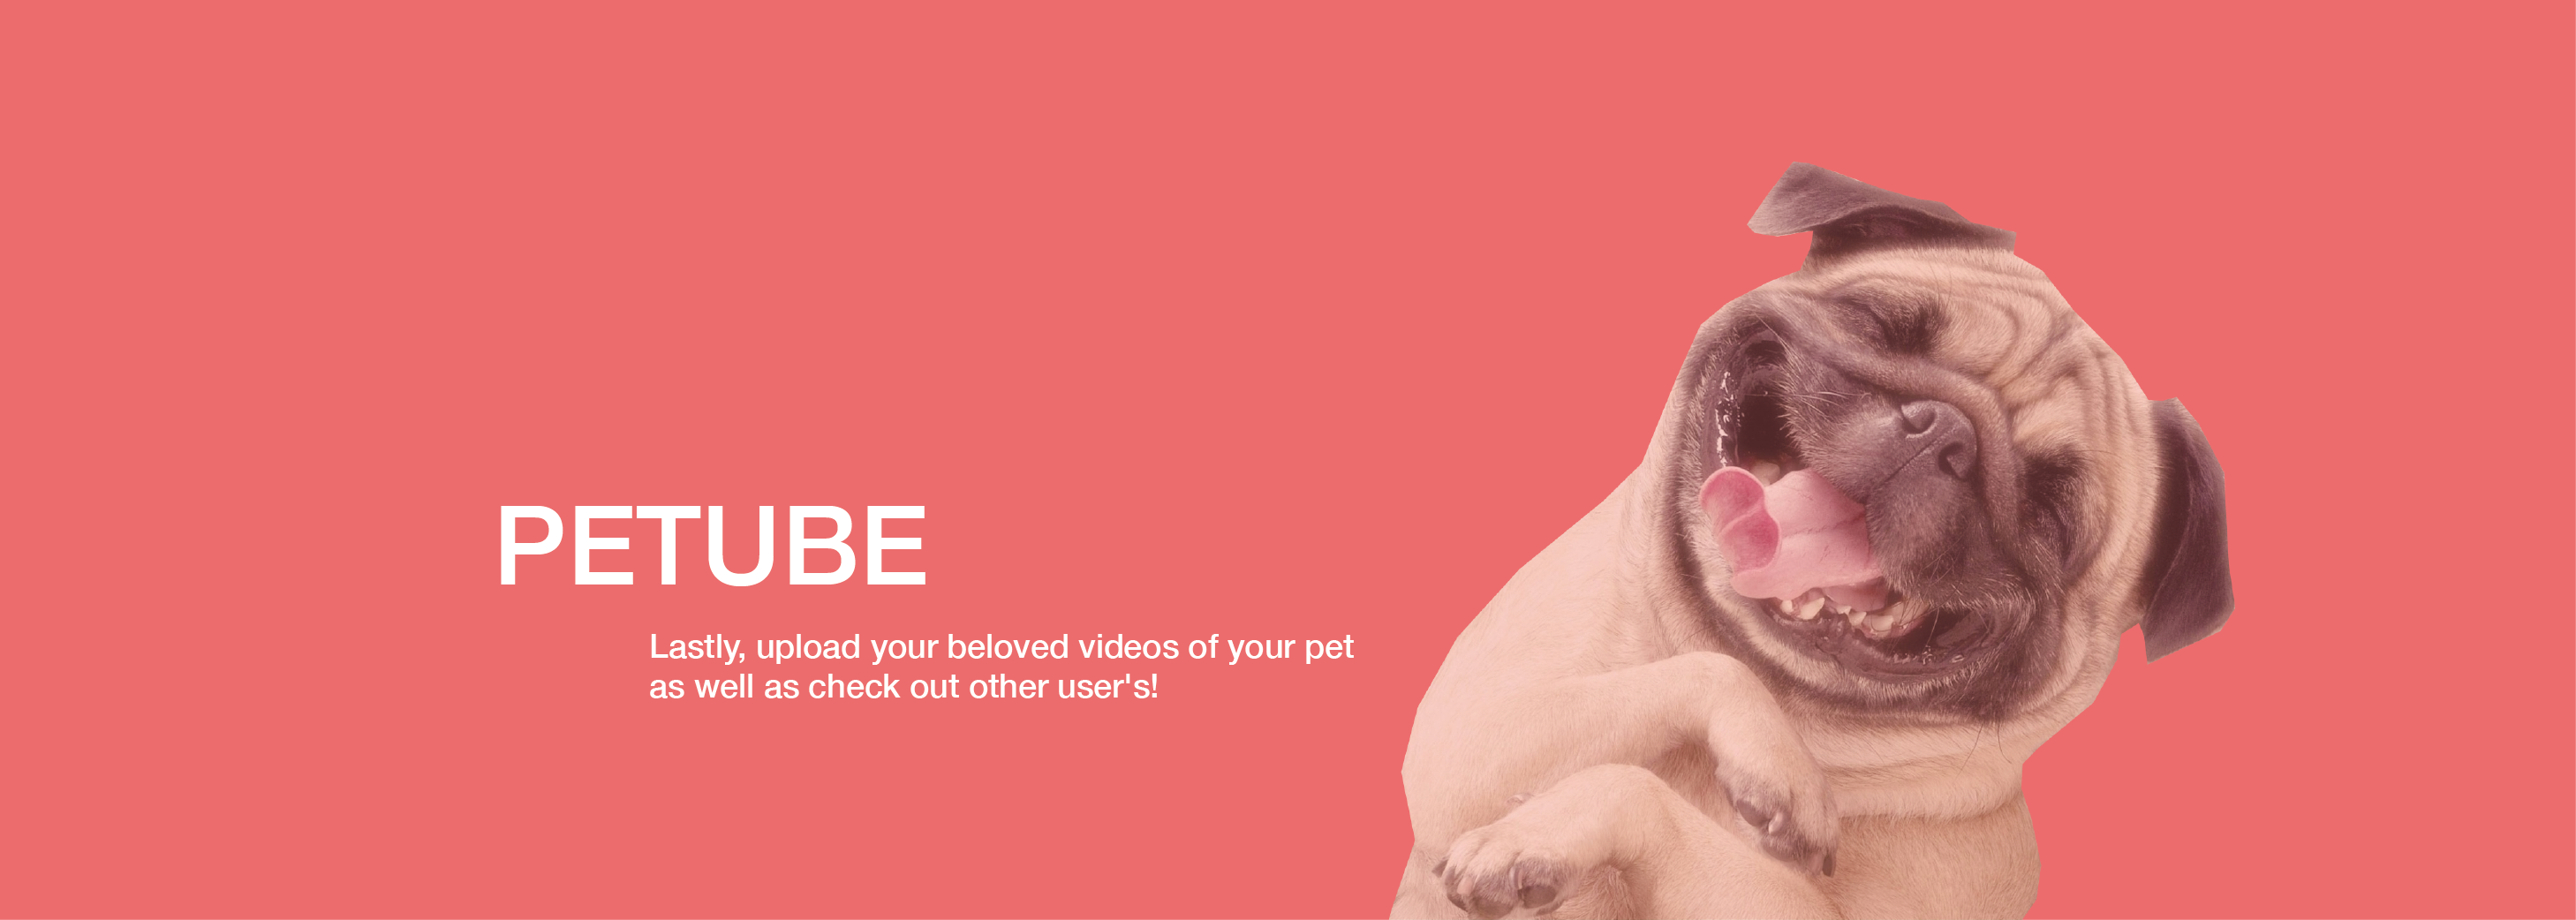 PETUBE
Lastly, upload your beloved videos of your pet
as well as check out other user's!